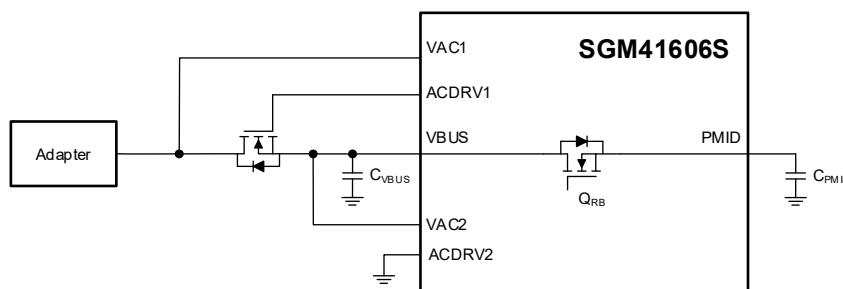 SGM41606S
VAC1
ACDRV1
VBUS
PMID
Adapter
CVBUS
QRB
CPMI
VAC2
ACDRV2